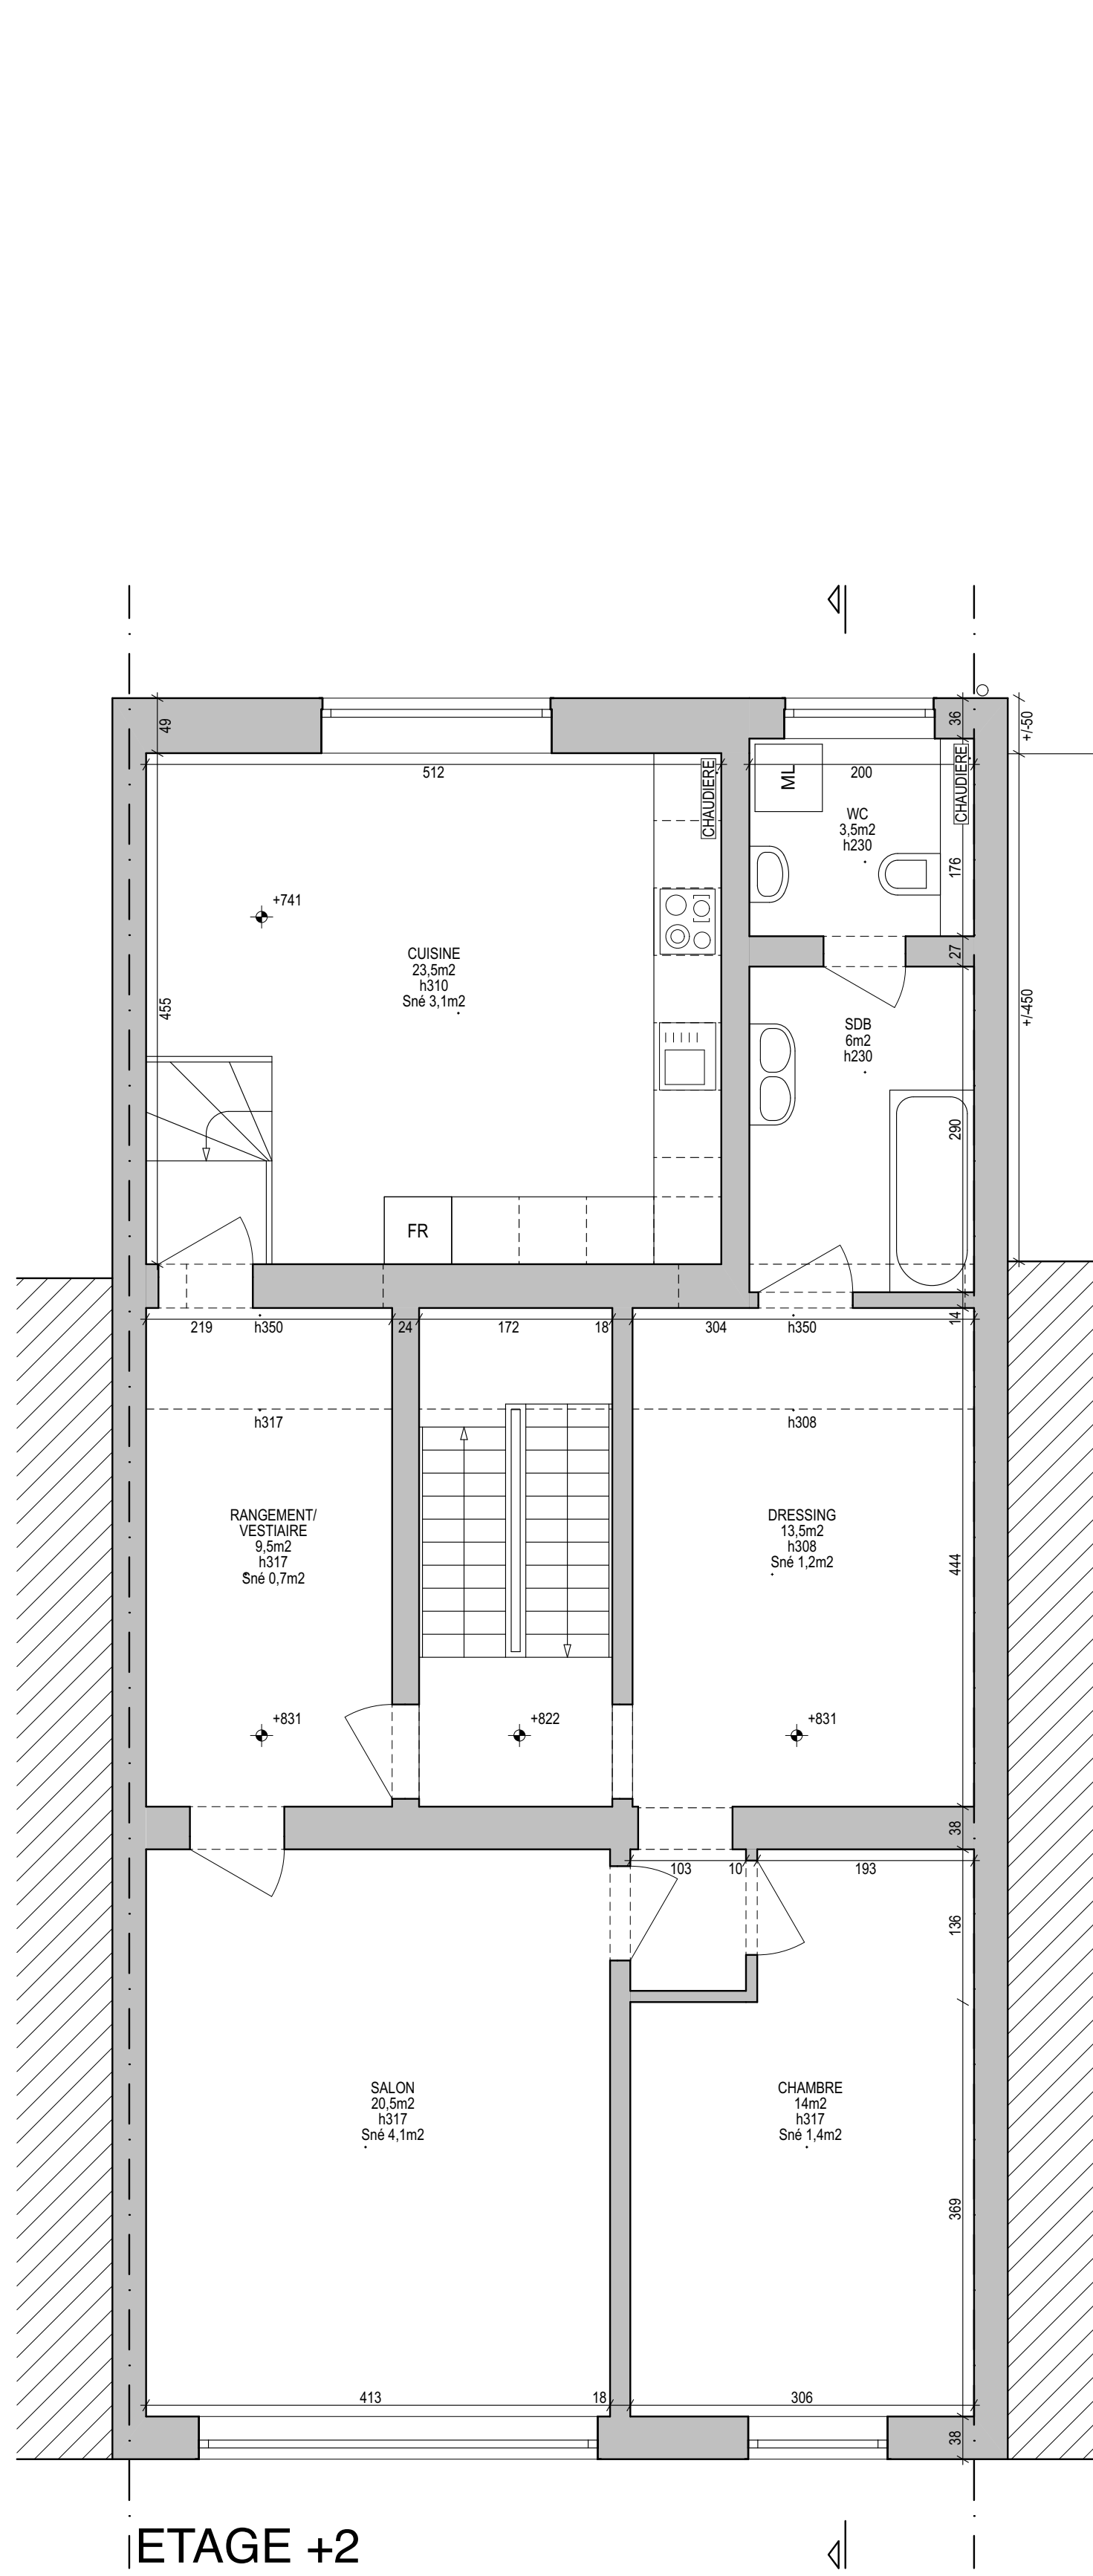 49
36
+/-50
512
ML
200
CHAUDIERE
CHAUDIERE
WC
3,5m2
h230
176
+741
27
CUISINE
23,5m2
h310
Sné 3,1m2
455
+/-450
SDB
6m2
h230
290
FR
219
h350
24
172
18
304
h350
14
h317
h308
RANGEMENT/
VESTIAIRE
9,5m2
h317
Sné 0,7m2
DRESSING
13,5m2
h308
Sné 1,2m2
444
+831
+822
+831
38
103
10
193
136
SALON
20,5m2
h317
Sné 4,1m2
CHAMBRE
14m2
h317
Sné 1,4m2
369
413
18
306
38
ETAGE +2